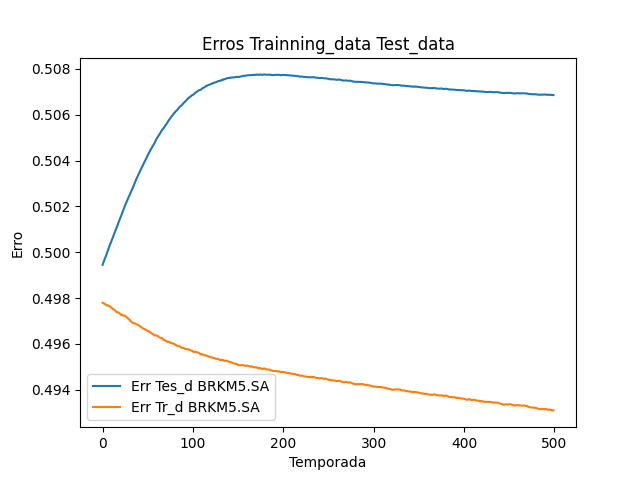 Erros Trainning_data Test_data
0.508
0.506
0.504
0.502
0.500
0.498
0.496
0.494
Erro
Err Tes_d BRKM5.SA
Err Tr_d BRKM5.SA
0 100 200 300 400 500
Temporada